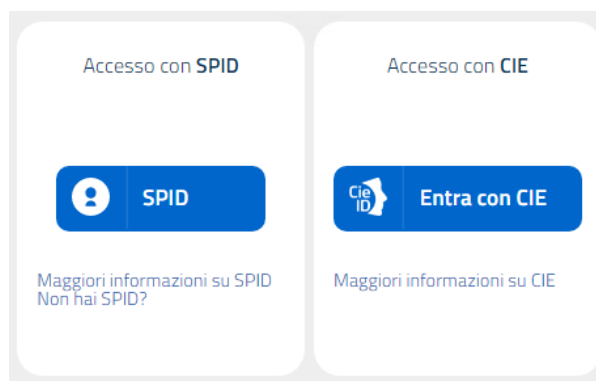 Accesso con SPID
SPID
Maggiori informazioni su SPID
Non hai SPID?
Accesso con CIE
Cie
ID
Entra con CIE
Maggiori informazioni su CIE